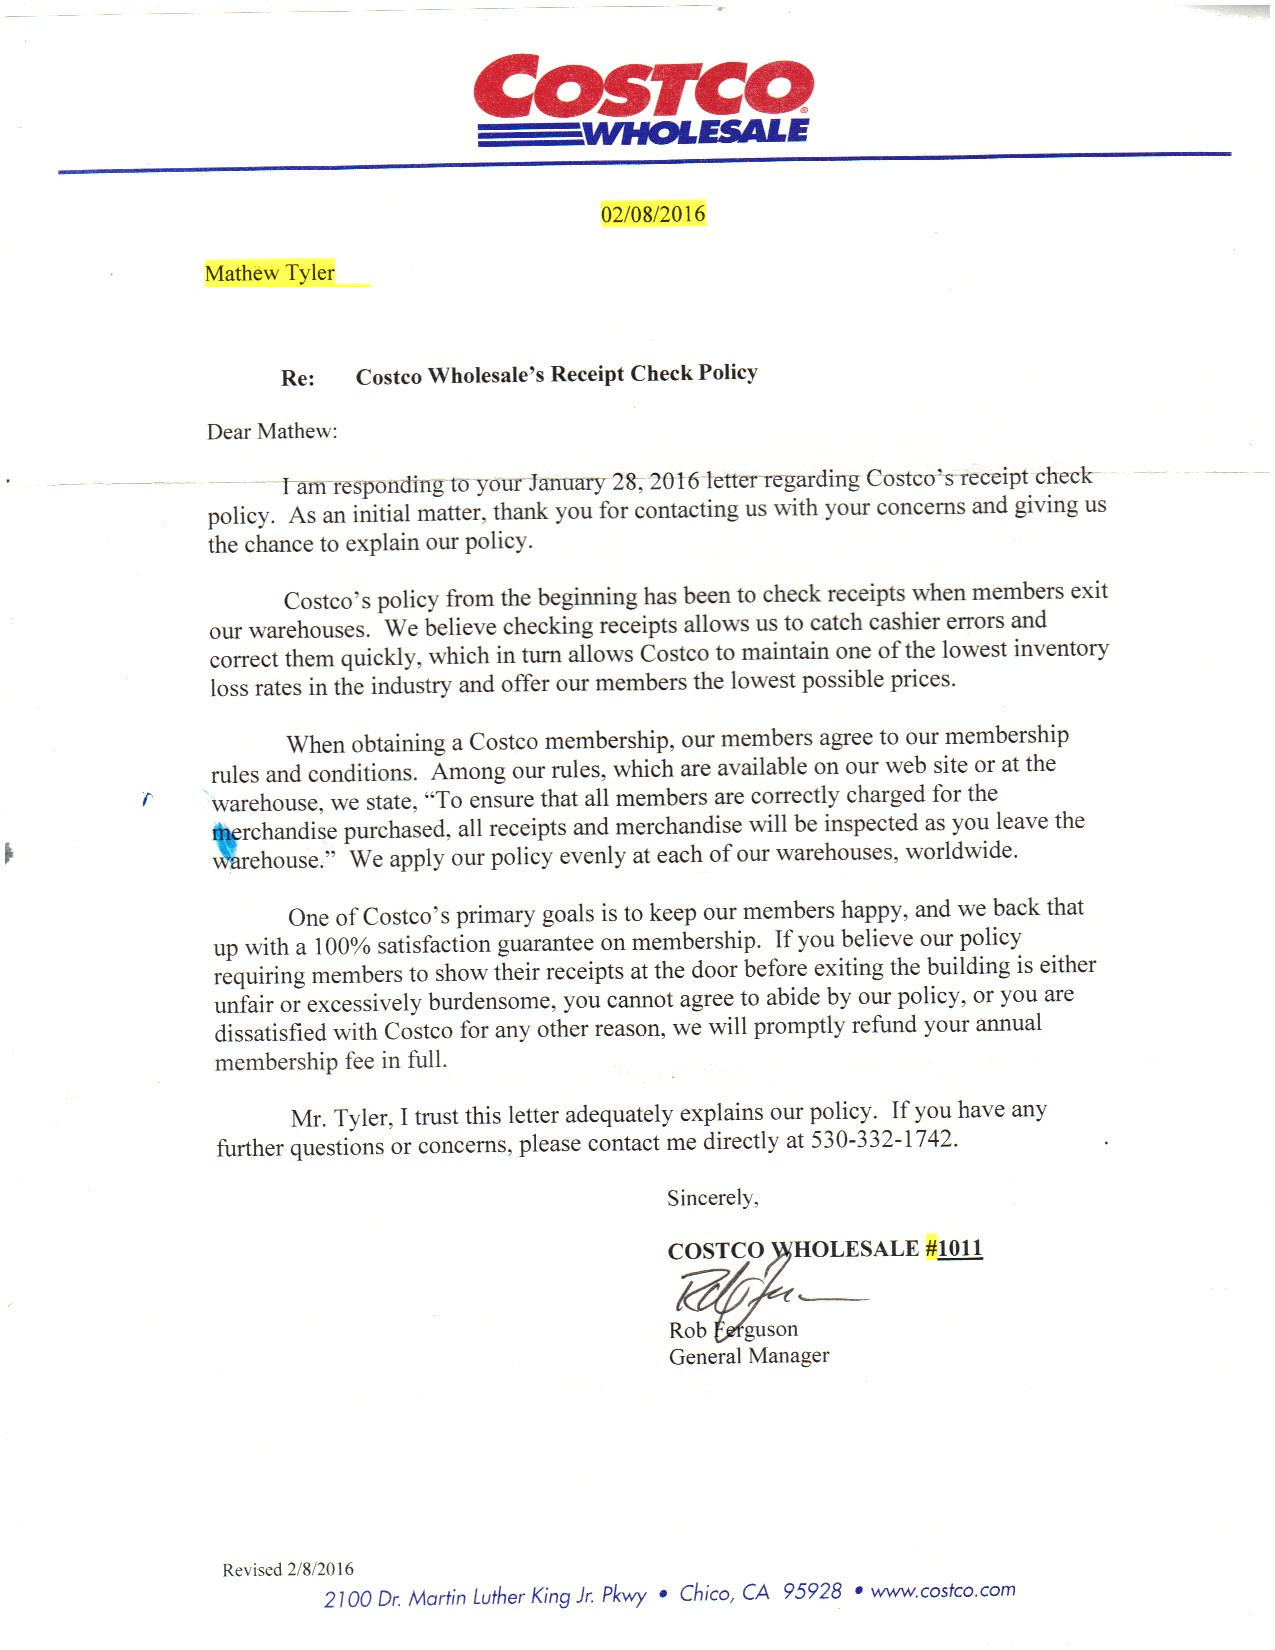 COSTCO
WHOLESALE
02/08/2016
Mathew Tyler
Re: Costco Wholesale's Receipt Check Policy
Dear Mathew:
I am responding to your January 28, 2016 letter regarding Costco's receipt check
policy. As an initial matter, thank you for contacting us with your concerns and giving us
the chance to explain our policy.
Costco's policy from the beginning has been to check receipts when members exit
our warehouses. We believe checking receipts allows us to catch cashier errors and
correct them quickly, which in turn allows Costco to maintain one of the lowest inventory
loss rates in the industry and offer our members the lowest possible prices.
When obtaining a Costco membership, our members agree to our membership
rules and conditions. Among our rules, which are available on our web site or at the
warehouse, we state, “To ensure that all members are correctly charged for the
merchandise purchased, all receipts and merchandise will be inspected as you leave the
warehouse.” We apply our policy evenly at each of our warehouses, worldwide.
One of Costco's primary goals is to keep our members happy, and we back that
up with a 100% satisfaction guarantee on membership. If you believe our policy
requiring members to show their receipts at the door before exiting the building is either
unfair or excessively burdensome, you cannot agree to abide by our policy, or you are
dissatisfied with Costco for any other reason, we will promptly refund your annual
membership fee in full.
Mr. Tyler, I trust this letter adequately explains our policy. If you have any
further questions or concerns, please contact me directly at 530-332-1742.
Sincerely,
COSTCO WHOLESALE #1011
Rob Ferguson
General Manager
Revised 2/8/2016
2100 Dr. Martin Luther King Jr. Pkwy • Chico, CA 95928 • www.costco.com